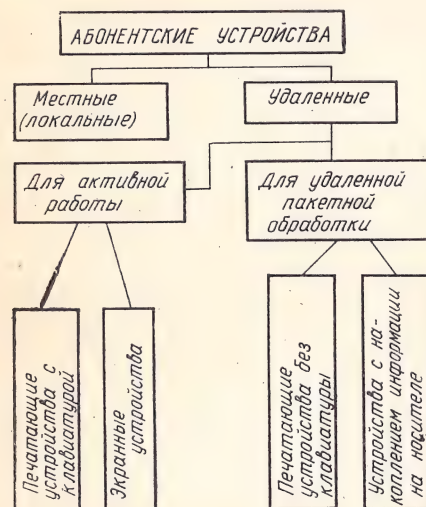 АБОНЕНТСКИЕ УСТРОЙСТВА
Местные
(локальные)
Удаленные
Для активной
работы
Для удаленной
пакетной
обработки
Печатающие
устройства с
клавиатурой
Экранные
устройства
Печатающие
устройства без
клавиатуры
Устройства с на-
коплением информации
на носителе